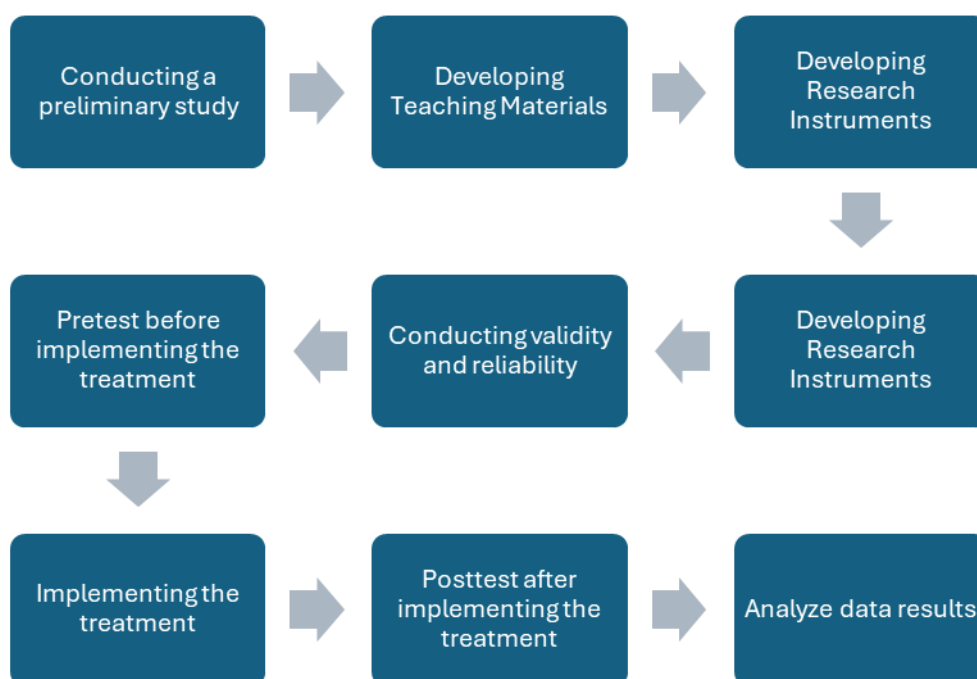 Conducting a
preliminary study
Developing
Teaching Materials
Developing
Research
Instruments
Developing
Research
Instruments
Conducting validity
and reliability
Pretest before
implementing the
treatment
Implementing the
treatment
Posttest after
implementing the
treatment
Analyze data results